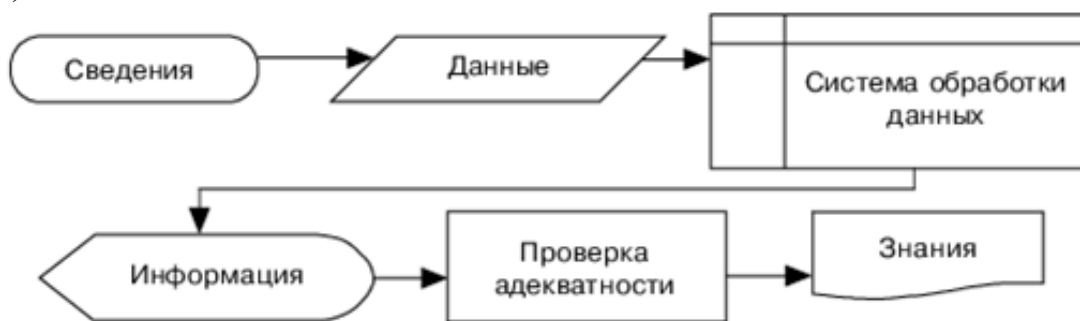 Сведения
Данные
Система обработки
данных
Информация
Проверка
адекватности
Знания